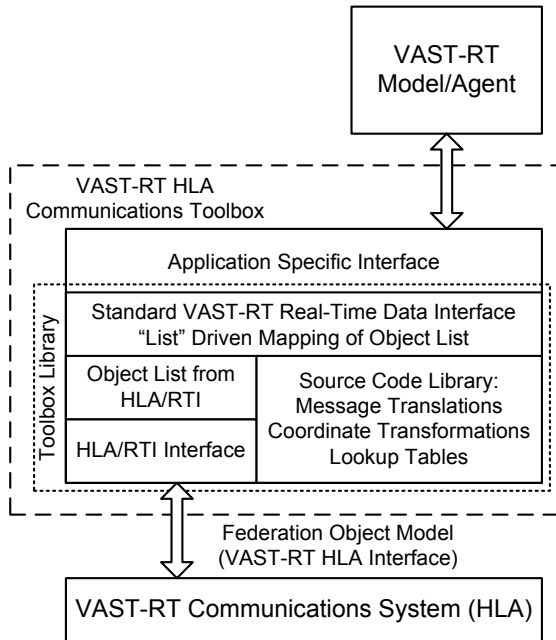 VAST-RT
Model/Agent
VAST-RT HLA
Communications Toolbox
Application Specific Interface
Toolbox Library
Standard VAST-RT Real-Time Data Interface
“List” Driven Mapping of Object List
Object List from
HLA/RTI
HLA/RTI Interface
Source Code Library:
Message Translations
Coordinate Transformations
Lookup Tables
Federation Object Model
(VAST-RT HLA Interface)
VAST-RT Communications System (HLA)